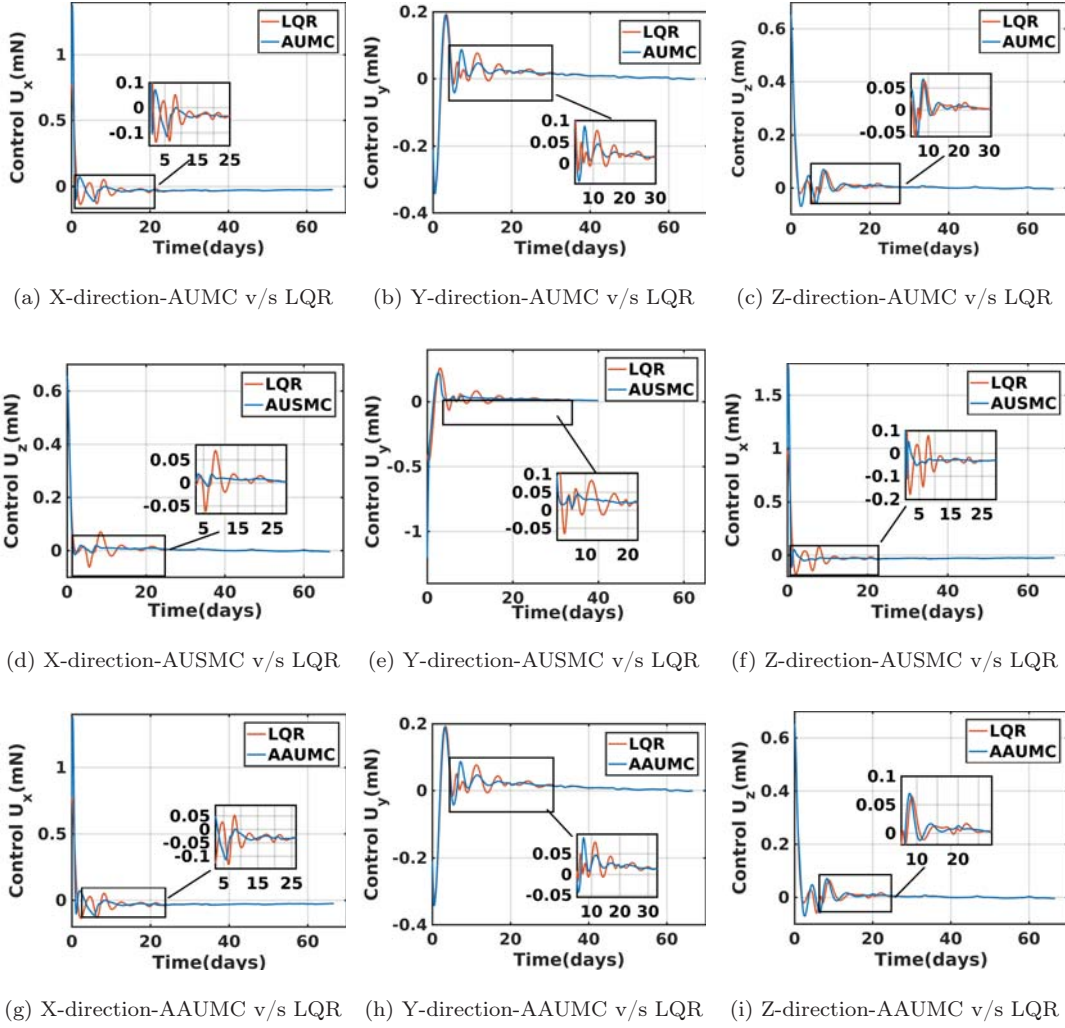 Control U_x(mN)
1
0.5
0
0 20 40 60
Time(days)
LQR
AUMC
0.1
0
-0.1
5 15 25
(a) X-direction-AUMC v/s LQR
Control U_y(mN)
0.2
0
-0.2
-0.4
0 20 40 60
Time(days)
LQR
AUMC
0.1
0.05
0
10 20 30
(b) Y-direction-AUMC v/s LQR
Control U_z(mN)
0.6
0.4
0.2
0
0 20 40 60
Time(days)
LQR
AUMC
0.05
0
-0.05
10 20 30
(c) Z-direction-AUMC v/s LQR
Control U_z(mN)
0.6
0.4
0.2
0
0 20 40 60
Time(days)
LQR
AUSMC
0.05
0
-0.05
5 15 25
(d) X-direction-AUSMC v/s LQR
Control U_y(mN)
0
-0.5
-1
0 20 40 60
Time(days)
LQR
AUSMC
0.1
0.05
0
-0.05
10 20
(e) Y-direction-AUSMC v/s LQR
Control U_x(mN)
1.5
1
0.5
0
0 20 40 60
Time(days)
LQR
AUSMC
0.1
0
-0.1
-0.2
5 15 25
(f) Z-direction-AUSMC v/s LQR
Control U_x(mN)
1
0.5
0
0 20 40 60
Time(days)
LQR
AAUMC
0.05
0
-0.05
-0.1
5 15 25
(g) X-direction-AAUMC v/s LQR
Control U_y(mN)
0.2
0
-0.2
-0.4
0 20 40 60
Time(days)
LQR
AAUMC
0.05
0
-0.05
10 20 30
(h) Y-direction-AAUMC v/s LQR
Control U_z(mN)
0.6
0.4
0.2
0
0 20 40 60
Time(days)
LQR
AAUMC
0.1
0.05
0
10 20
(i) Z-direction-AAUMC v/s LQR